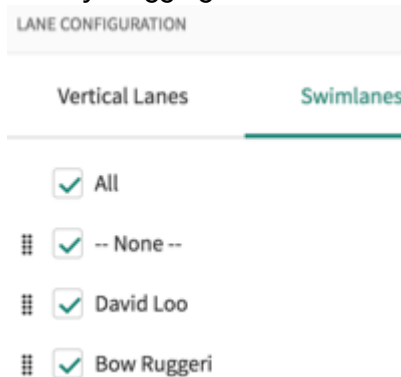 LANE CONFIGURATION
Vertical Lanes Swimlanes
All
-- None --
David Loo
Bow Ruggeri